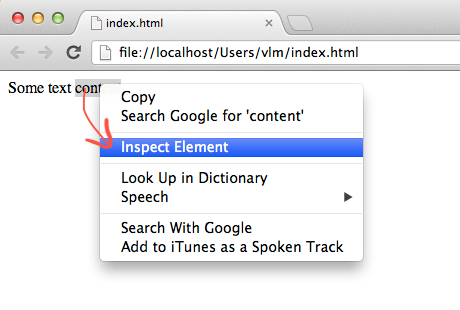 index.html
file://localhost/Users/vlm/index.html
Some text conte
Copy
Search Google for 'content'
Inspect Element
Look Up in Dictionary
Speech
Search With Google
Add to iTunes as a Spoken Track